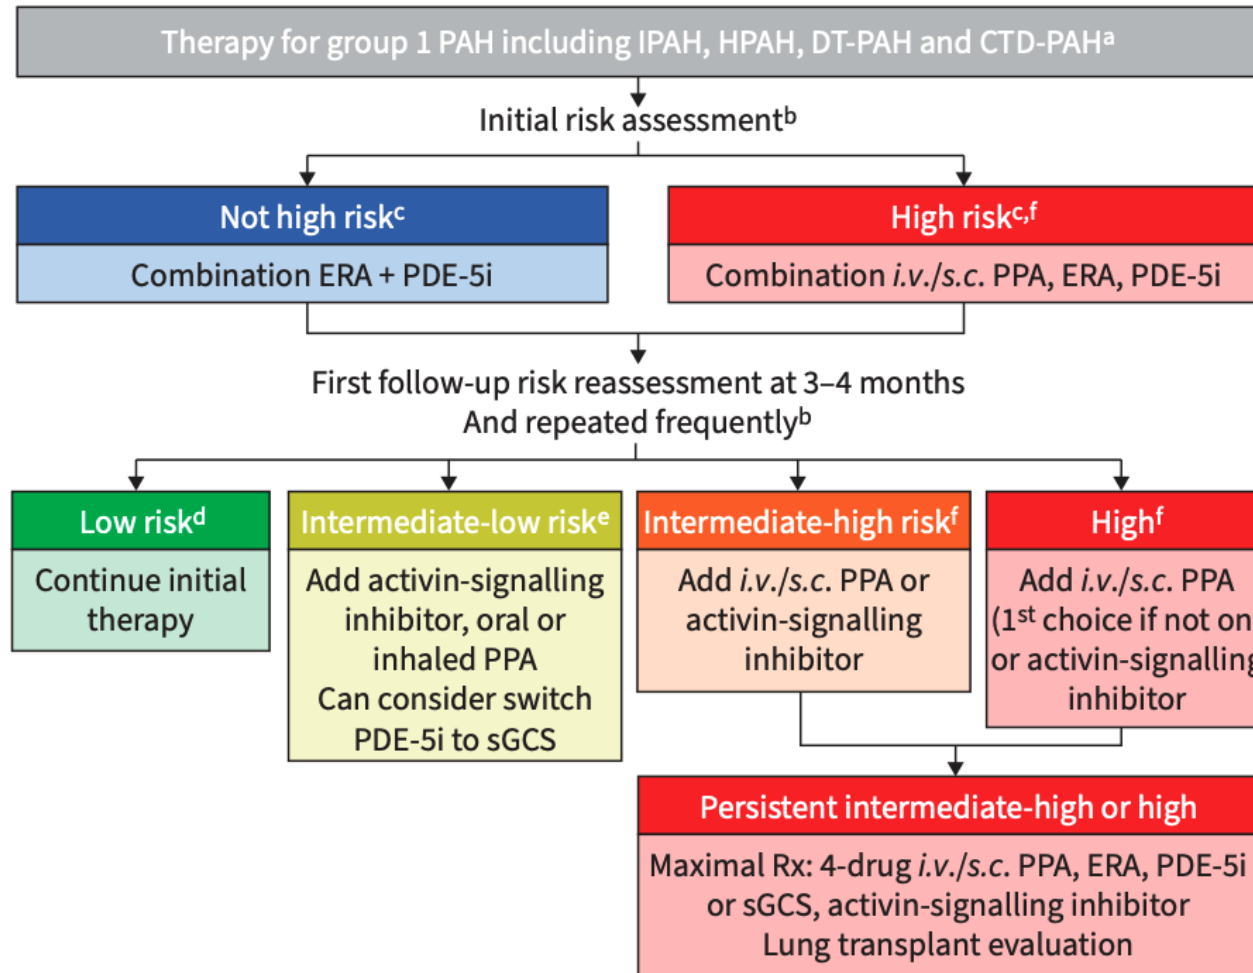 Therapy for group 1 PAH including IPAH, HPAH, DT-PAH and CTD-PAHᵃ
Initial risk assessmentᵇ
Not high riskᶜ
Combination ERA + PDE-5i
High riskᶜ,ᶠ
Combination i.v./s.c. PPA, ERA, PDE-5i
First follow-up risk reassessment at 3–4 months
And repeated frequentlyᵇ
Low riskᵈ
Continue initial
therapy
Intermediate-low riskᵉ
Add activin-signalling
inhibitor, oral or
inhaled PPA
Can consider switch
PDE-5i to sGCS
Intermediate-high riskᶠ
Add i.v./s.c. PPA or
activin-signalling
inhibitor
Highᶠ
Add i.v./s.c. PPA
(1ˢᵗ choice if not on
or activin-signalling
inhibitor
Persistent intermediate-high or high
Maximal Rx: 4-drug i.v./s.c. PPA, ERA, PDE-5i
or sGCS, activin-signalling inhibitor
Lung transplant evaluation